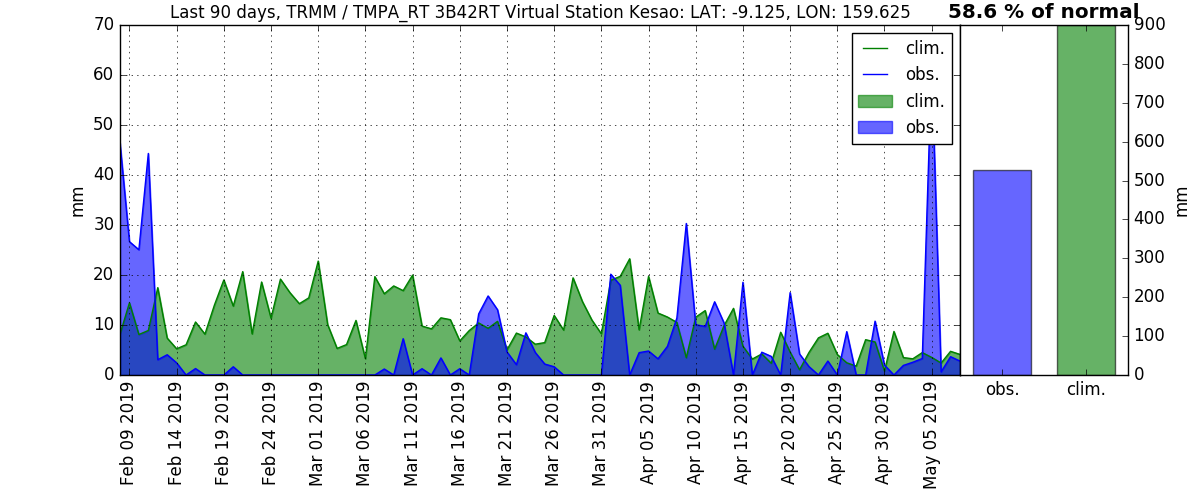 Last 90 days, TRMM / TMPA_RT 3B42RT Virtual Station Kesao: LAT: -9.125, LON: 159.625
58.6 % of normal
70
60
50
40
30
20
10
0
mm
clim.
obs.
clim.
obs.
Feb 09 2019
Feb 14 2019
Feb 19 2019
Feb 24 2019
Mar 01 2019
Mar 06 2019
Mar 11 2019
Mar 16 2019
Mar 21 2019
Mar 26 2019
Mar 31 2019
Apr 05 2019
Apr 10 2019
Apr 15 2019
Apr 20 2019
Apr 25 2019
Apr 30 2019
May 05 2019
900
800
700
600
500
400
300
200
100
0
mm
obs.
clim.